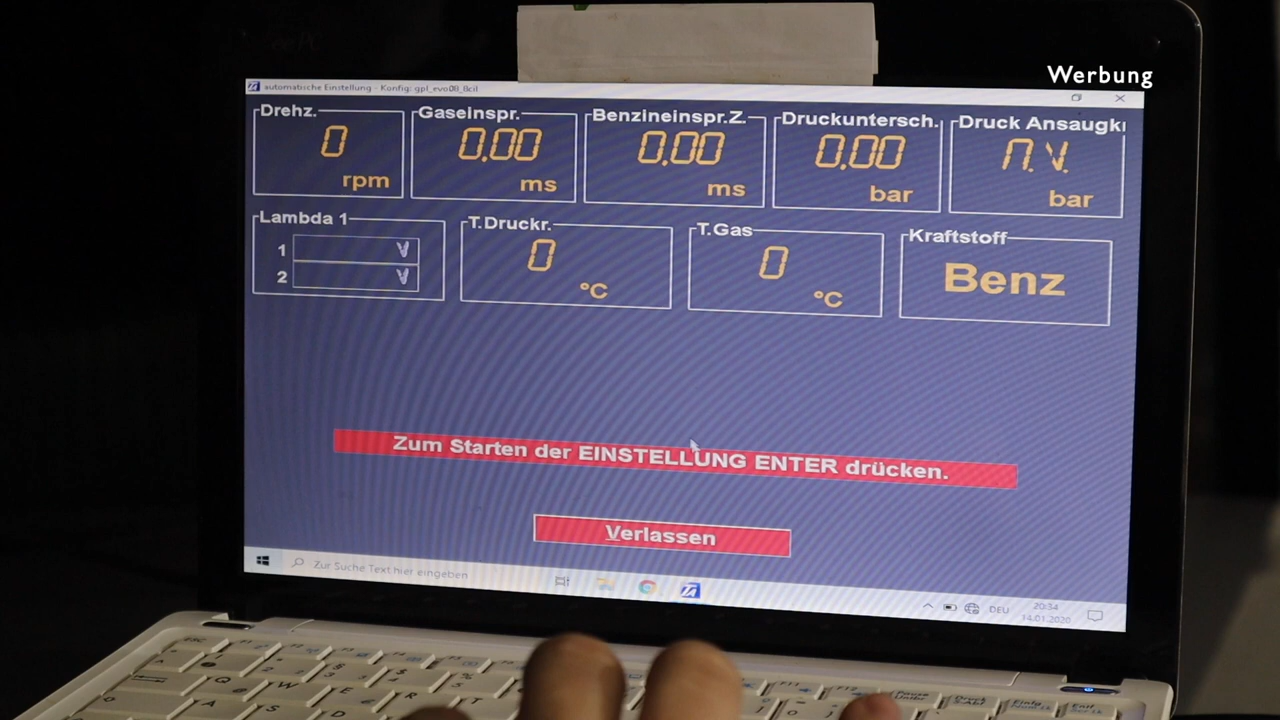 Werbung
automatische Einstellung - Konfig: gpl_evo08_8cil
Drehz. Gaseinspr. Benzineinspr.Z. Druckuntersch. Druck Ansaugk
0 0,00 0,00 0,00 n.v.
rpm ms ms bar bar
Lambda 1 T.Druckr. T.Gas Kraftstoff
1 V 0 0 Benz
2 V °C °C
Zum Starten der EINSTELLUNG ENTER drücken.
Verlassen
Zur Suche Text hier eingeben
DEU 20:34
14.01.2020
Q W E R T
A S D